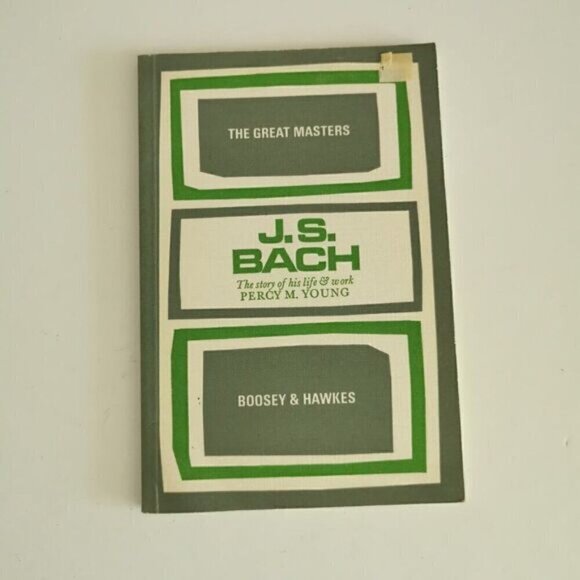 THE GREAT MASTERS
J.S.
BACH
The story of his life & work
PERCY M. YOUNG
BOOSEY & HAWKES